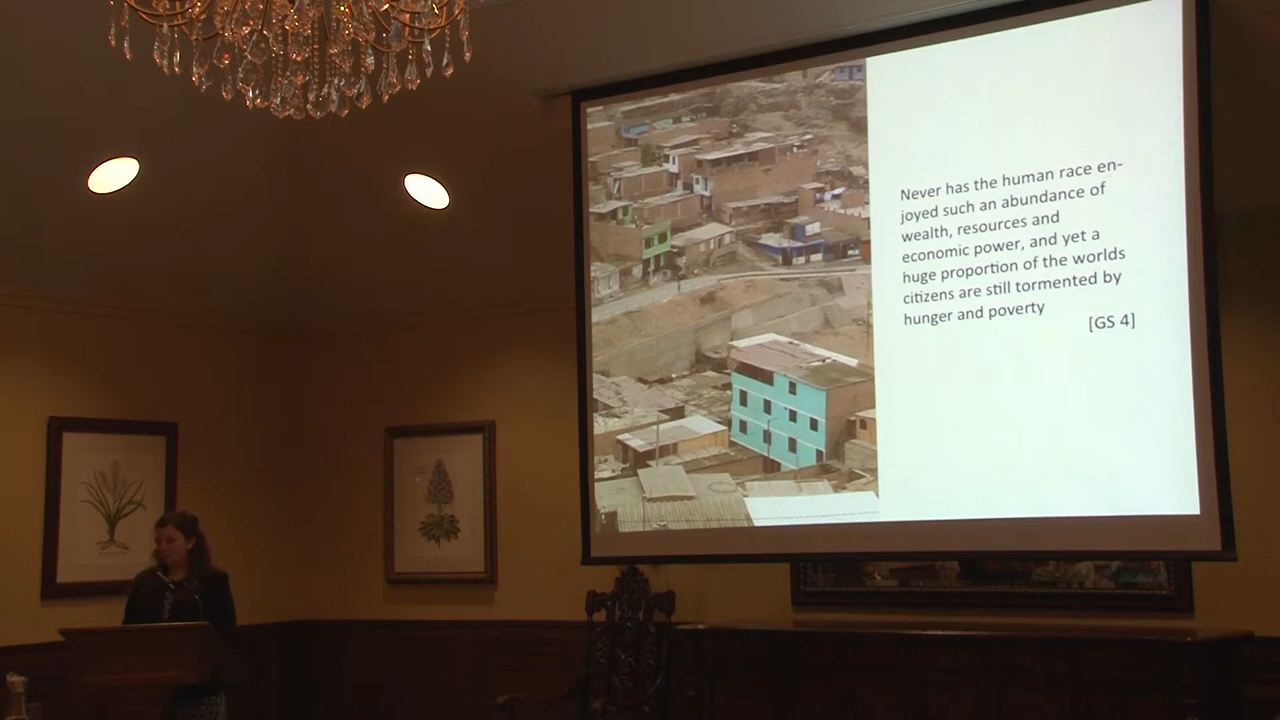 Never has the human race en-
joyed such an abundance of
wealth, resources and
economic power, and yet a
huge proportion of the worlds
citizens are still tormented by
hunger and poverty
[GS 4]